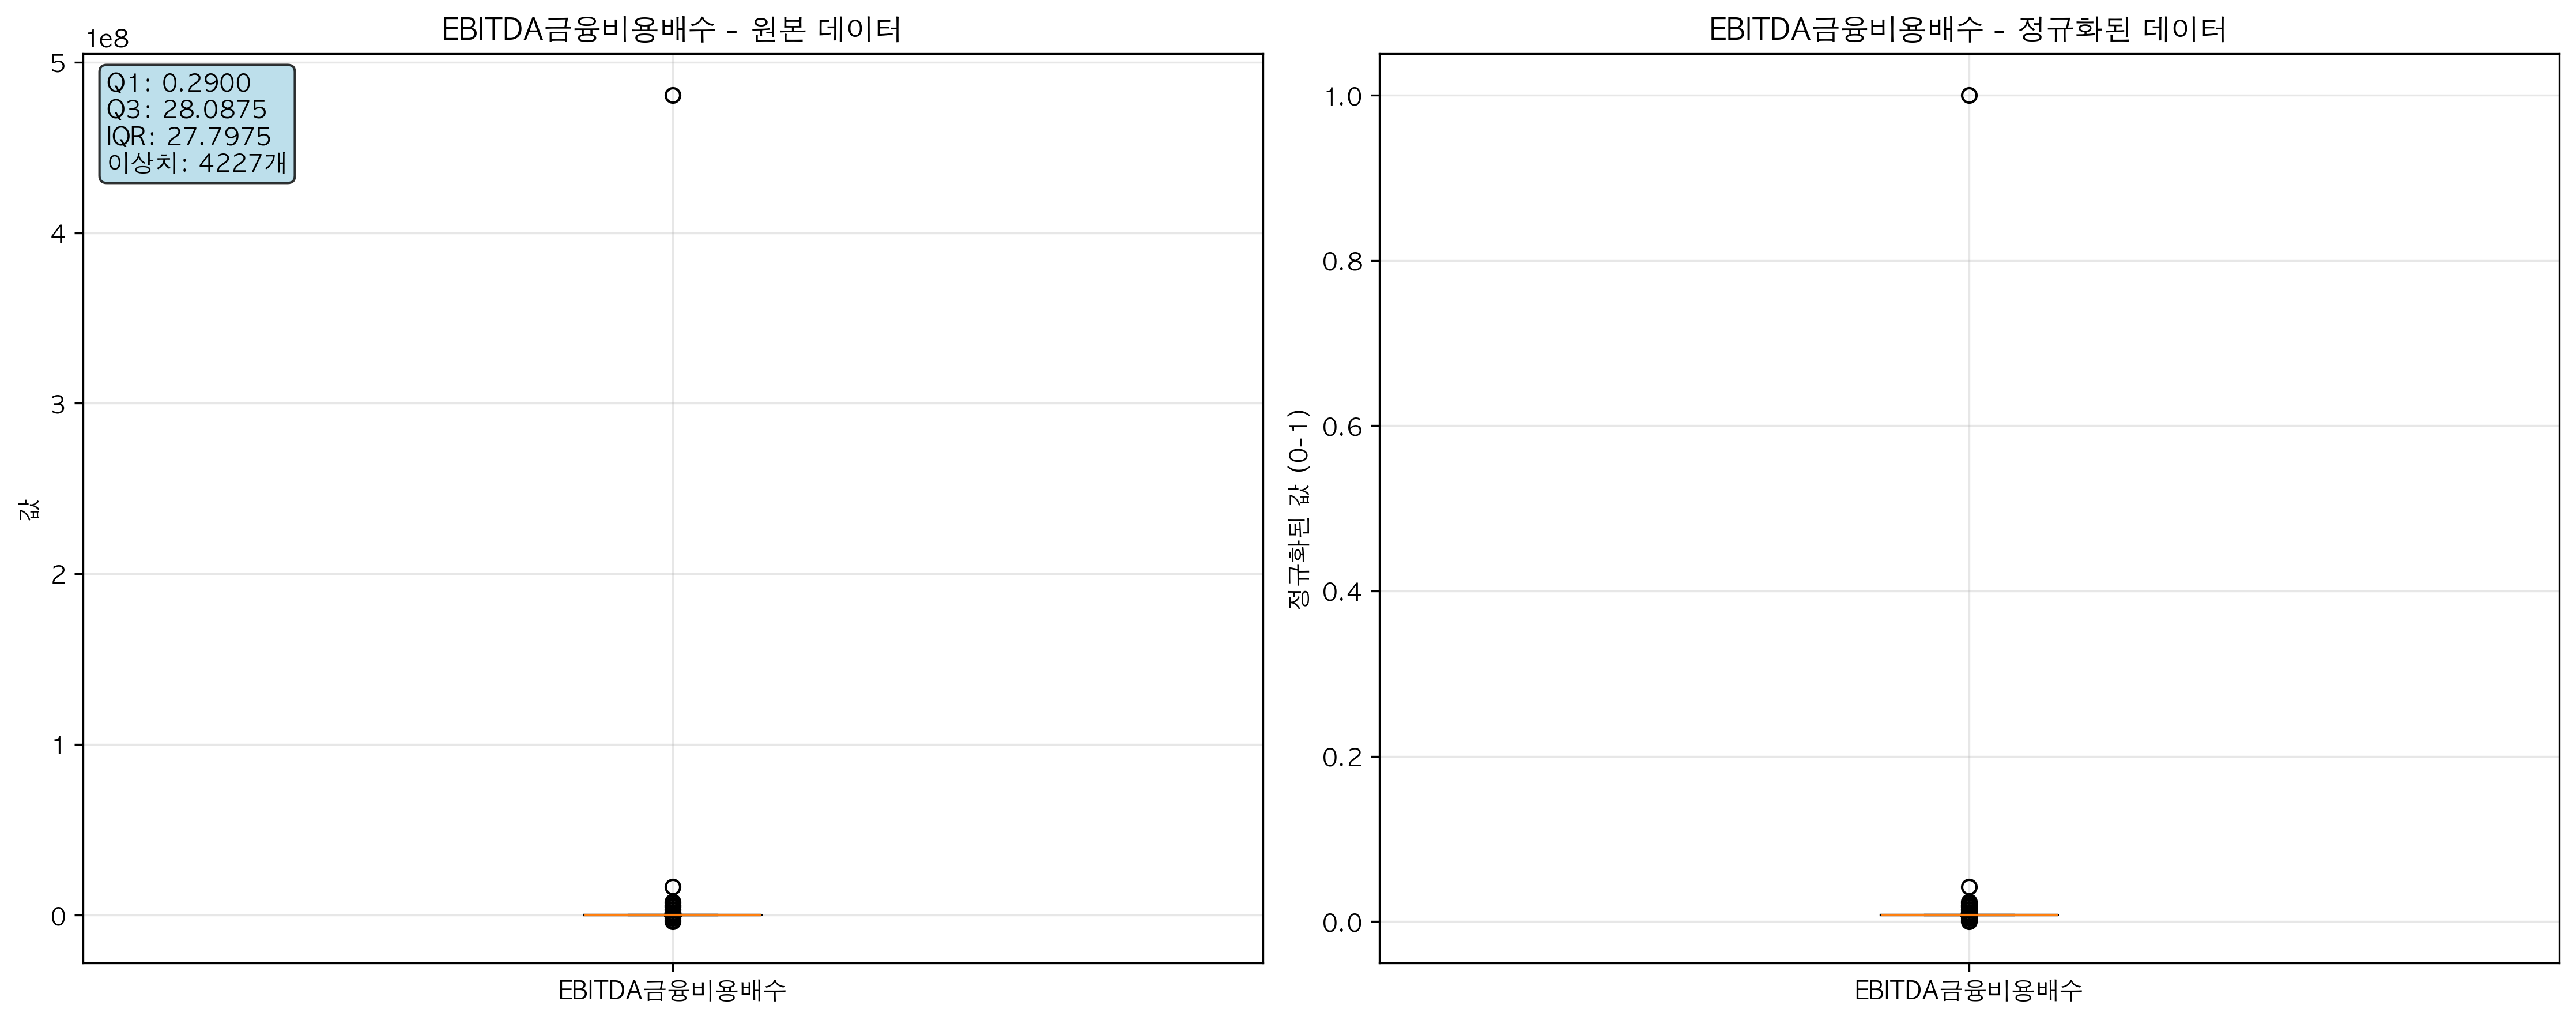 EBITDA금융비용배수 - 원본 데이터
1e8
5
4
3
2
1
0
값
Q1: 0.2900
Q3: 28.0875
IQR: 27.7975
이상치: 4227개
EBITDA금융비용배수
EBITDA금융비용배수 - 정규화된 데이터
1.0
0.8
0.6
0.4
0.2
0.0
정규화된 값 (0-1)
EBITDA금융비용배수